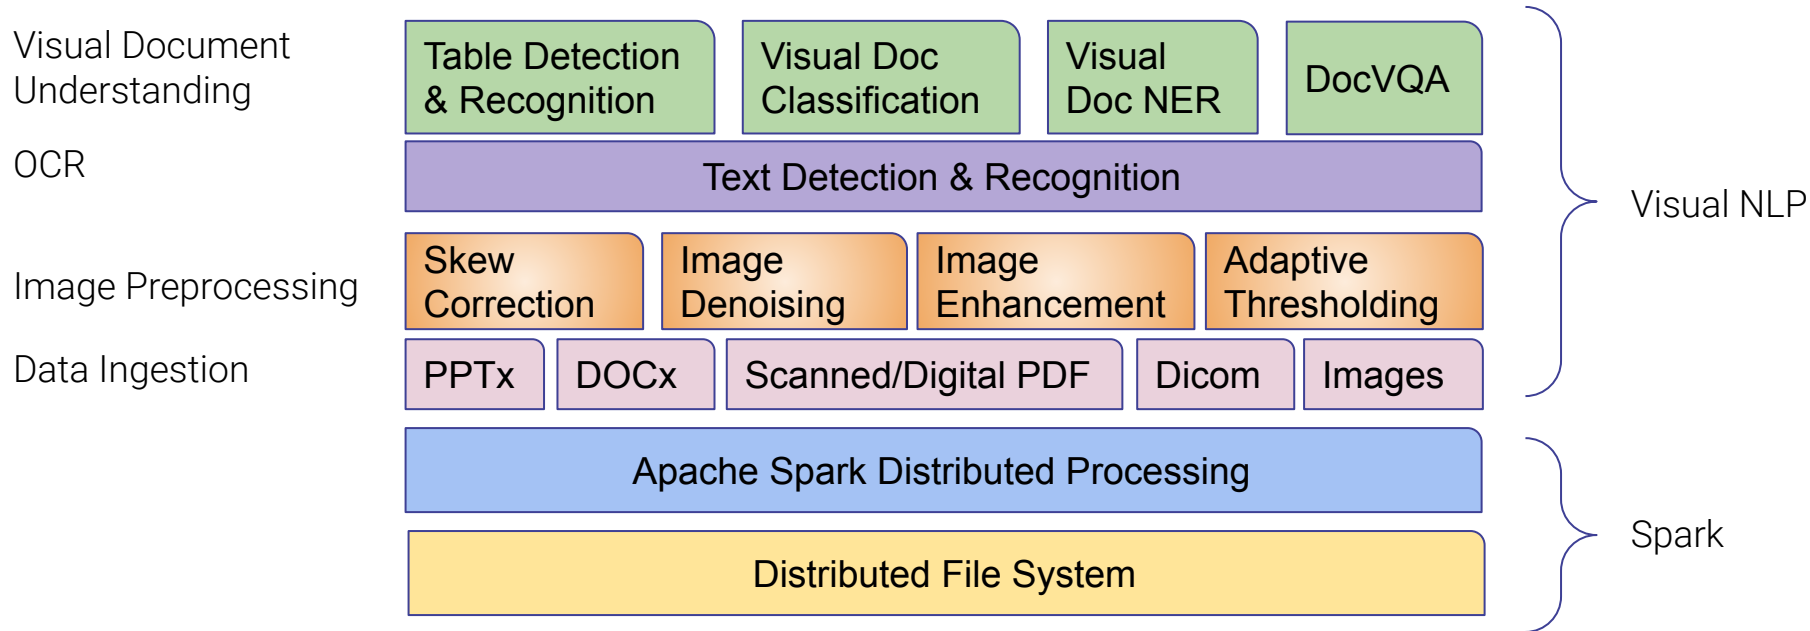 Visual Document
Understanding
Table Detection
& Recognition
Visual Doc
Classification
Visual
Doc NER
DocVQA
OCR
Text Detection & Recognition
Visual NLP
Image Preprocessing
Skew
Correction
Image
Denoising
Image
Enhancement
Adaptive
Thresholding
Data Ingestion
PPTx
DOCx
Scanned/Digital PDF
Dicom
Images
Apache Spark Distributed Processing
Spark
Distributed File System